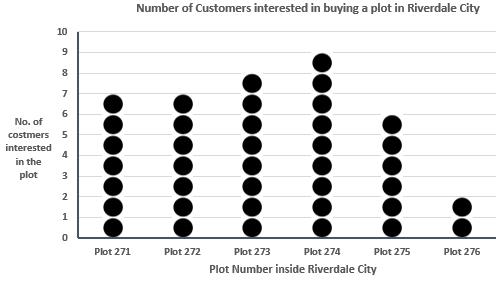 Number of Customers interested in buying a plot in Riverdale City
10
9
8
7
6
5
4
3
2
1
0
No. of
costmers
interested
in the
plot
Plot 271 Plot 272 Plot 273 Plot 274 Plot 275 Plot 276
Plot Number inside Riverdale City